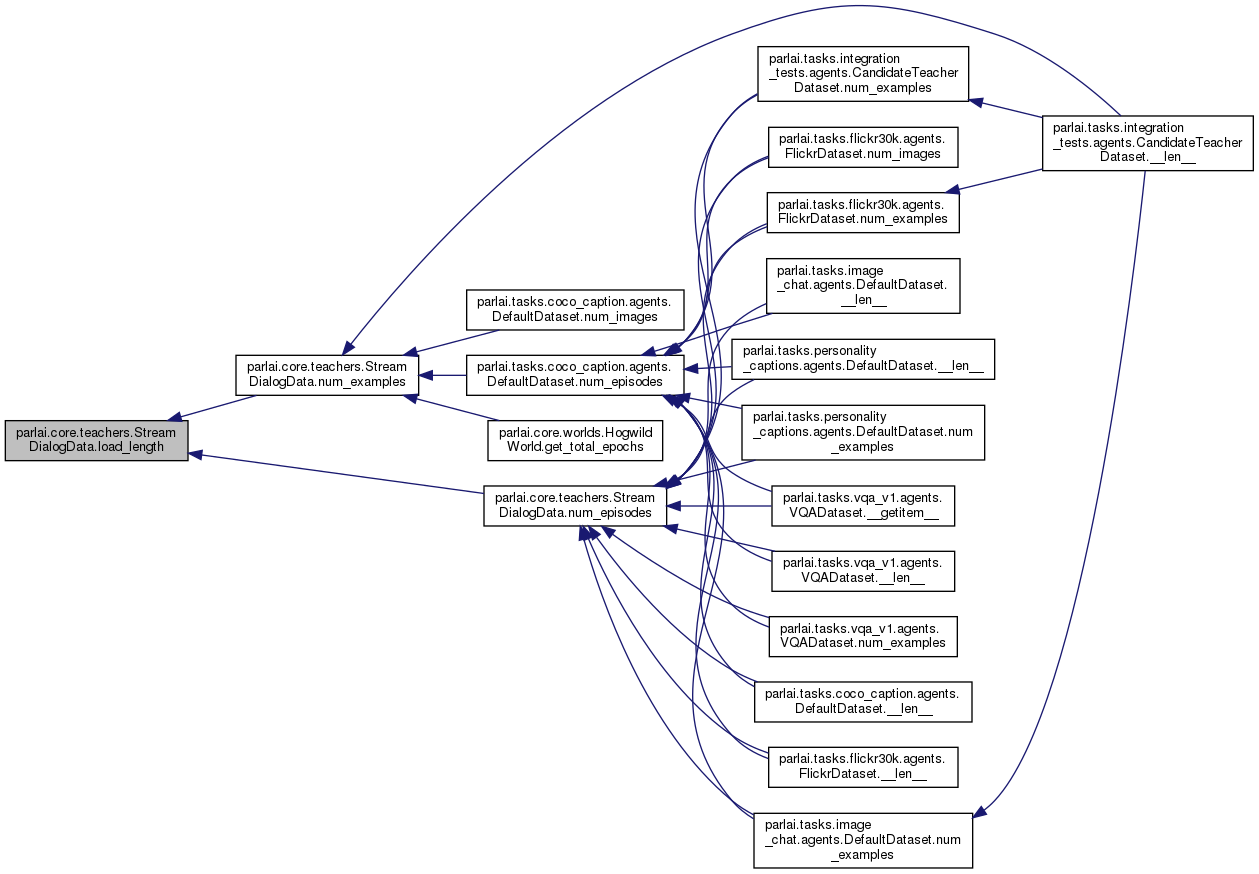 parlai.core.teachers.Stream
DialogData.load_length
parlai.core.teachers.Stream
DialogData.num_examples
parlai.core.teachers.Stream
DialogData.num_episodes
parlai.tasks.coco_caption.agents.
DefaultDataset.num_images
parlai.tasks.coco_caption.agents.
DefaultDataset.num_episodes
parlai.core.worlds.Hogwild
World.get_total_epochs
parlai.tasks.integration
_tests.agents.CandidateTeacher
Dataset.num_examples
parlai.tasks.flickr30k.agents.
FlickrDataset.num_images
parlai.tasks.flickr30k.agents.
FlickrDataset.num_examples
parlai.tasks.image
_chat.agents.DefaultDataset.
__len__
parlai.tasks.personality
_captions.agents.DefaultDataset.__len__
parlai.tasks.personality
_captions.agents.DefaultDataset.num
_examples
parlai.tasks.vqa_v1.agents.
VQADataset.__getitem__
parlai.tasks.vqa_v1.agents.
VQADataset.__len__
parlai.tasks.vqa_v1.agents.
VQADataset.num_examples
parlai.tasks.coco_caption.agents.
DefaultDataset.__len__
parlai.tasks.flickr30k.agents.
FlickrDataset.__len__
parlai.tasks.image
_chat.agents.DefaultDataset.num
_examples
parlai.tasks.integration
_tests.agents.CandidateTeacher
Dataset.__len__